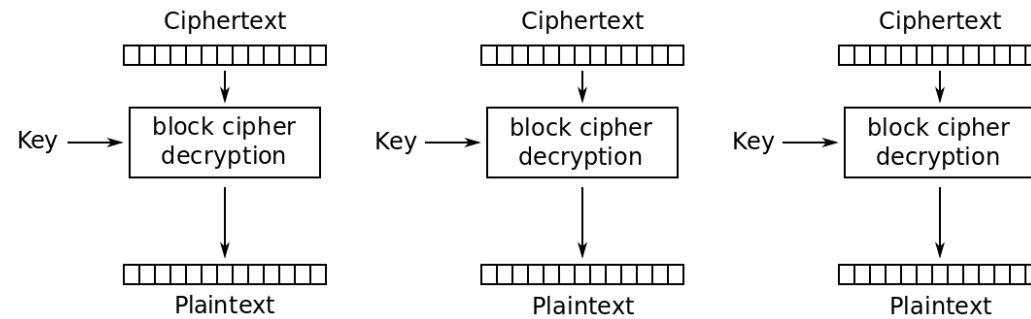 Ciphertext
Ciphertext
Ciphertext
Key
block cipher
decryption
Key
block cipher
decryption
Key
block cipher
decryption
Plaintext
Plaintext
Plaintext